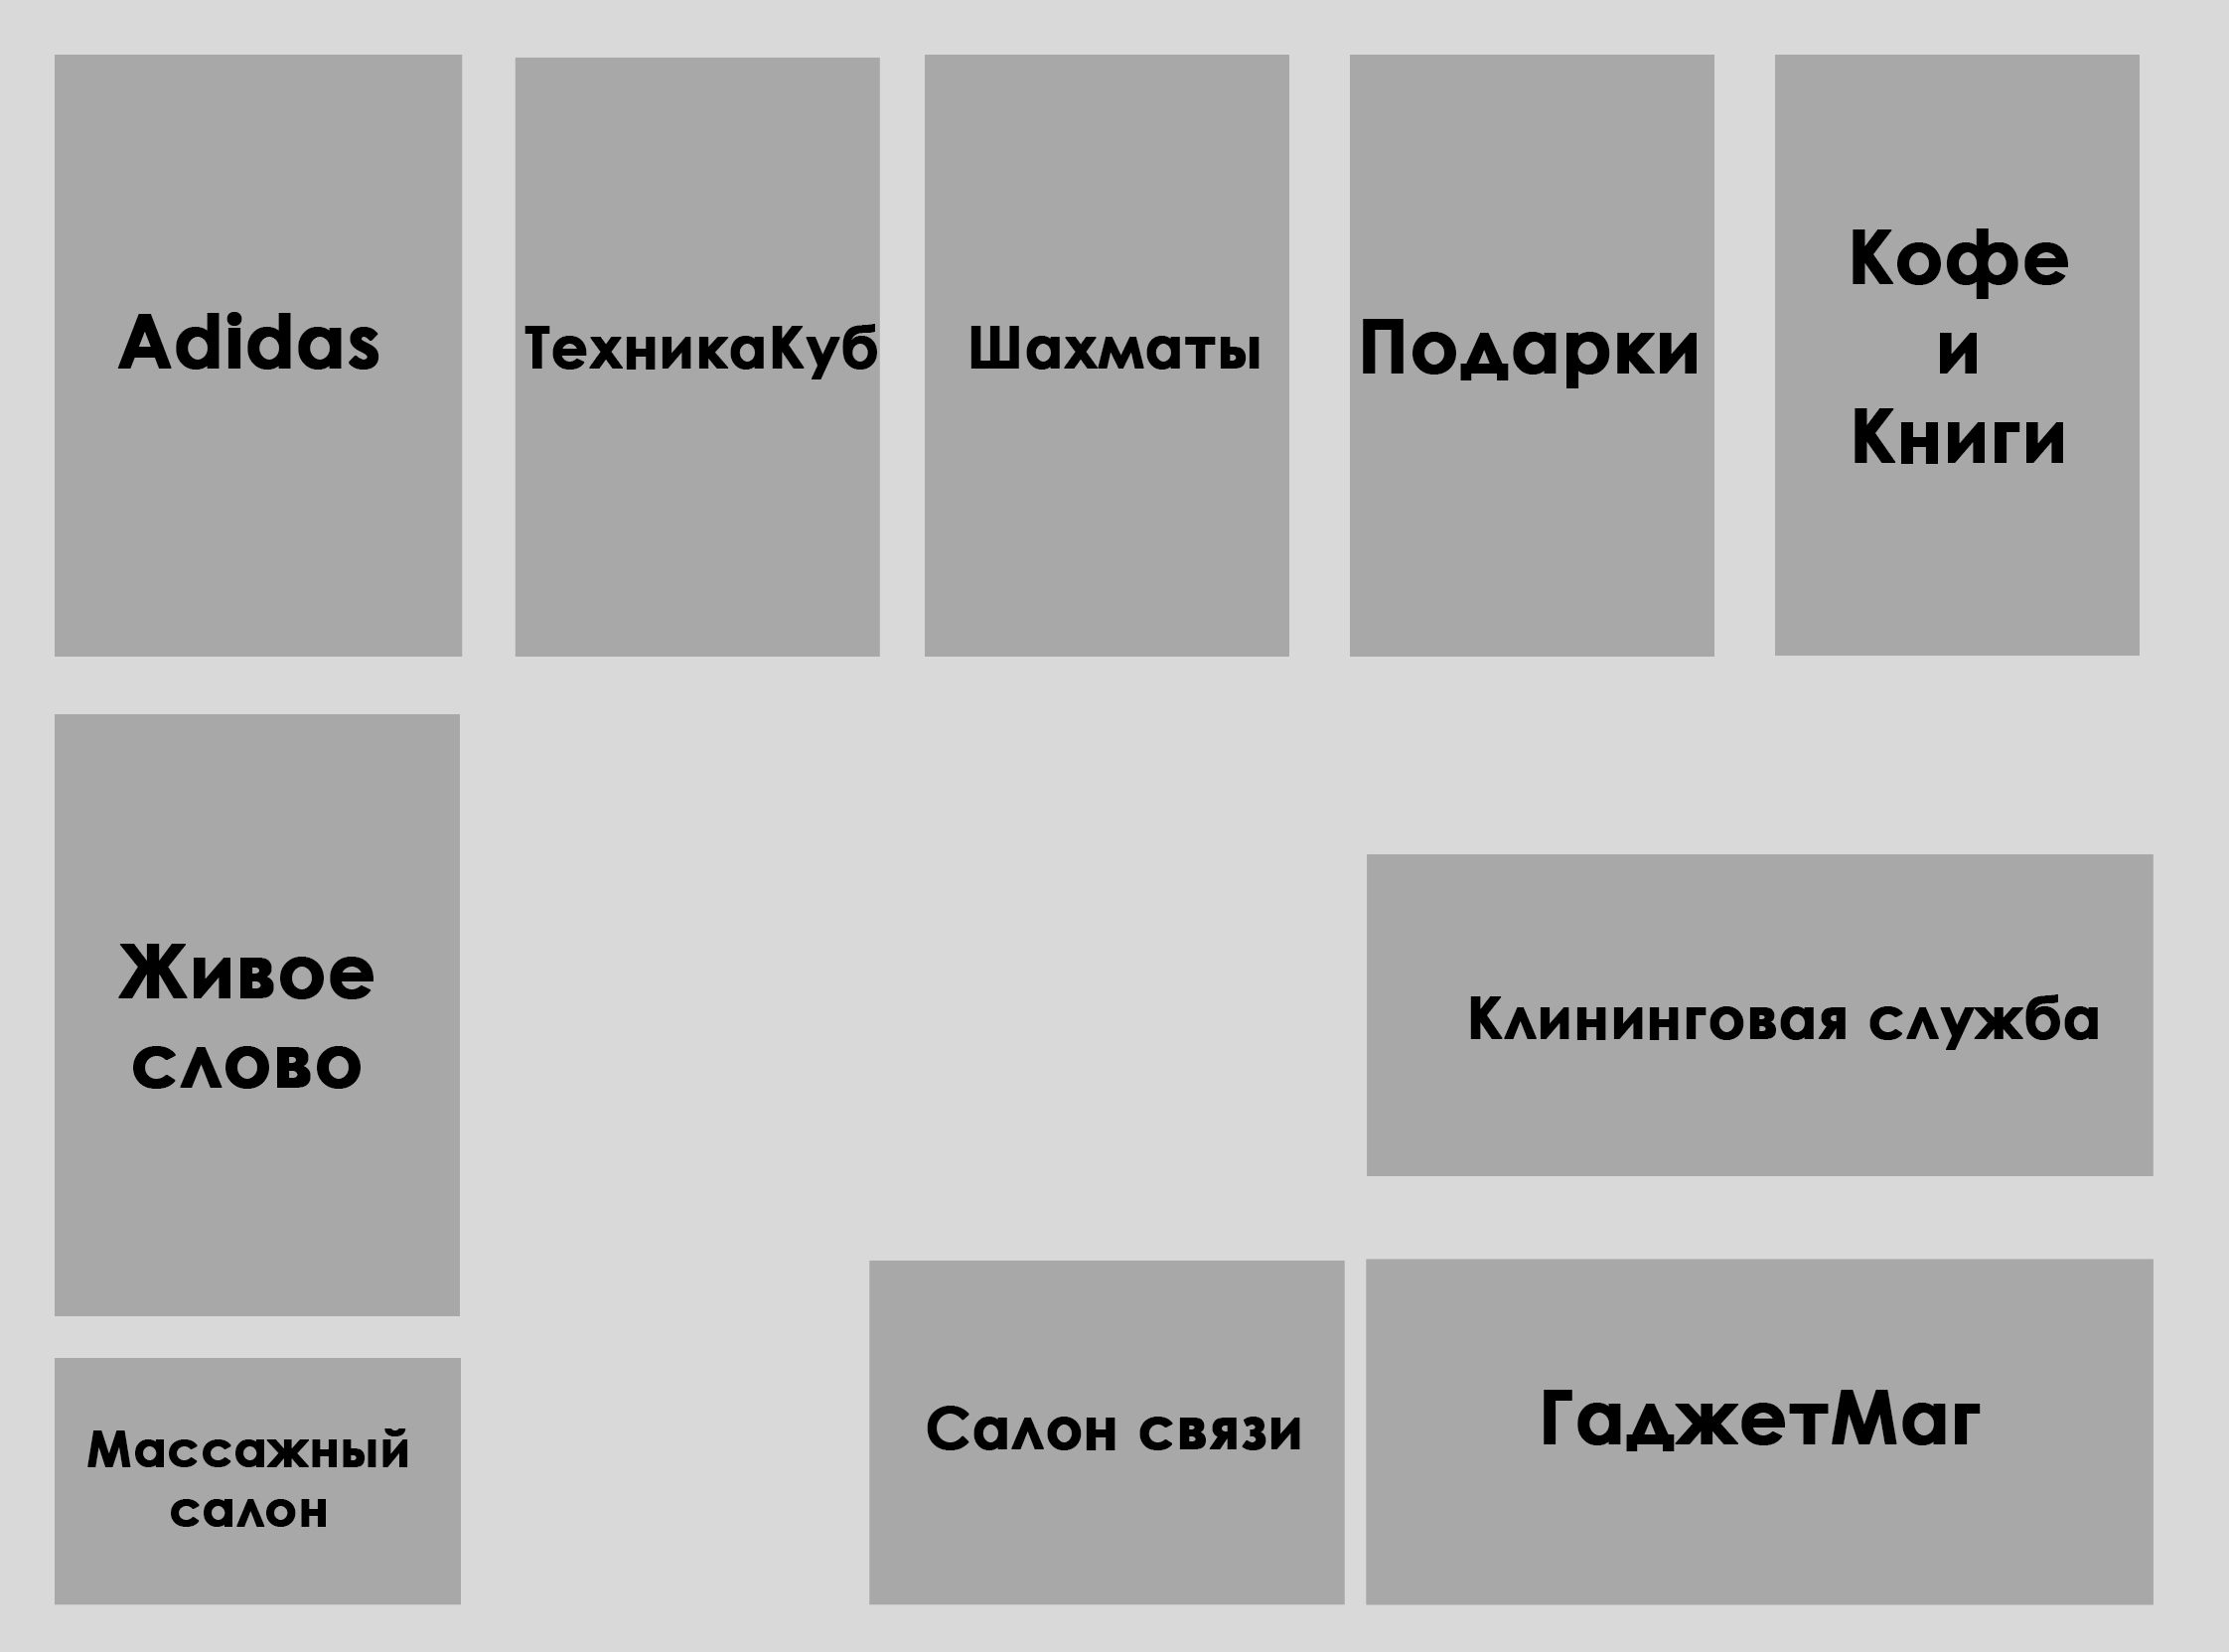 Adidas
ТехникаКуб
Шахматы
Подарки
Кофе
и
Книги
Живое
слово
Клининговая служба
Массажный
салон
Салон связи
ГаджетМаг